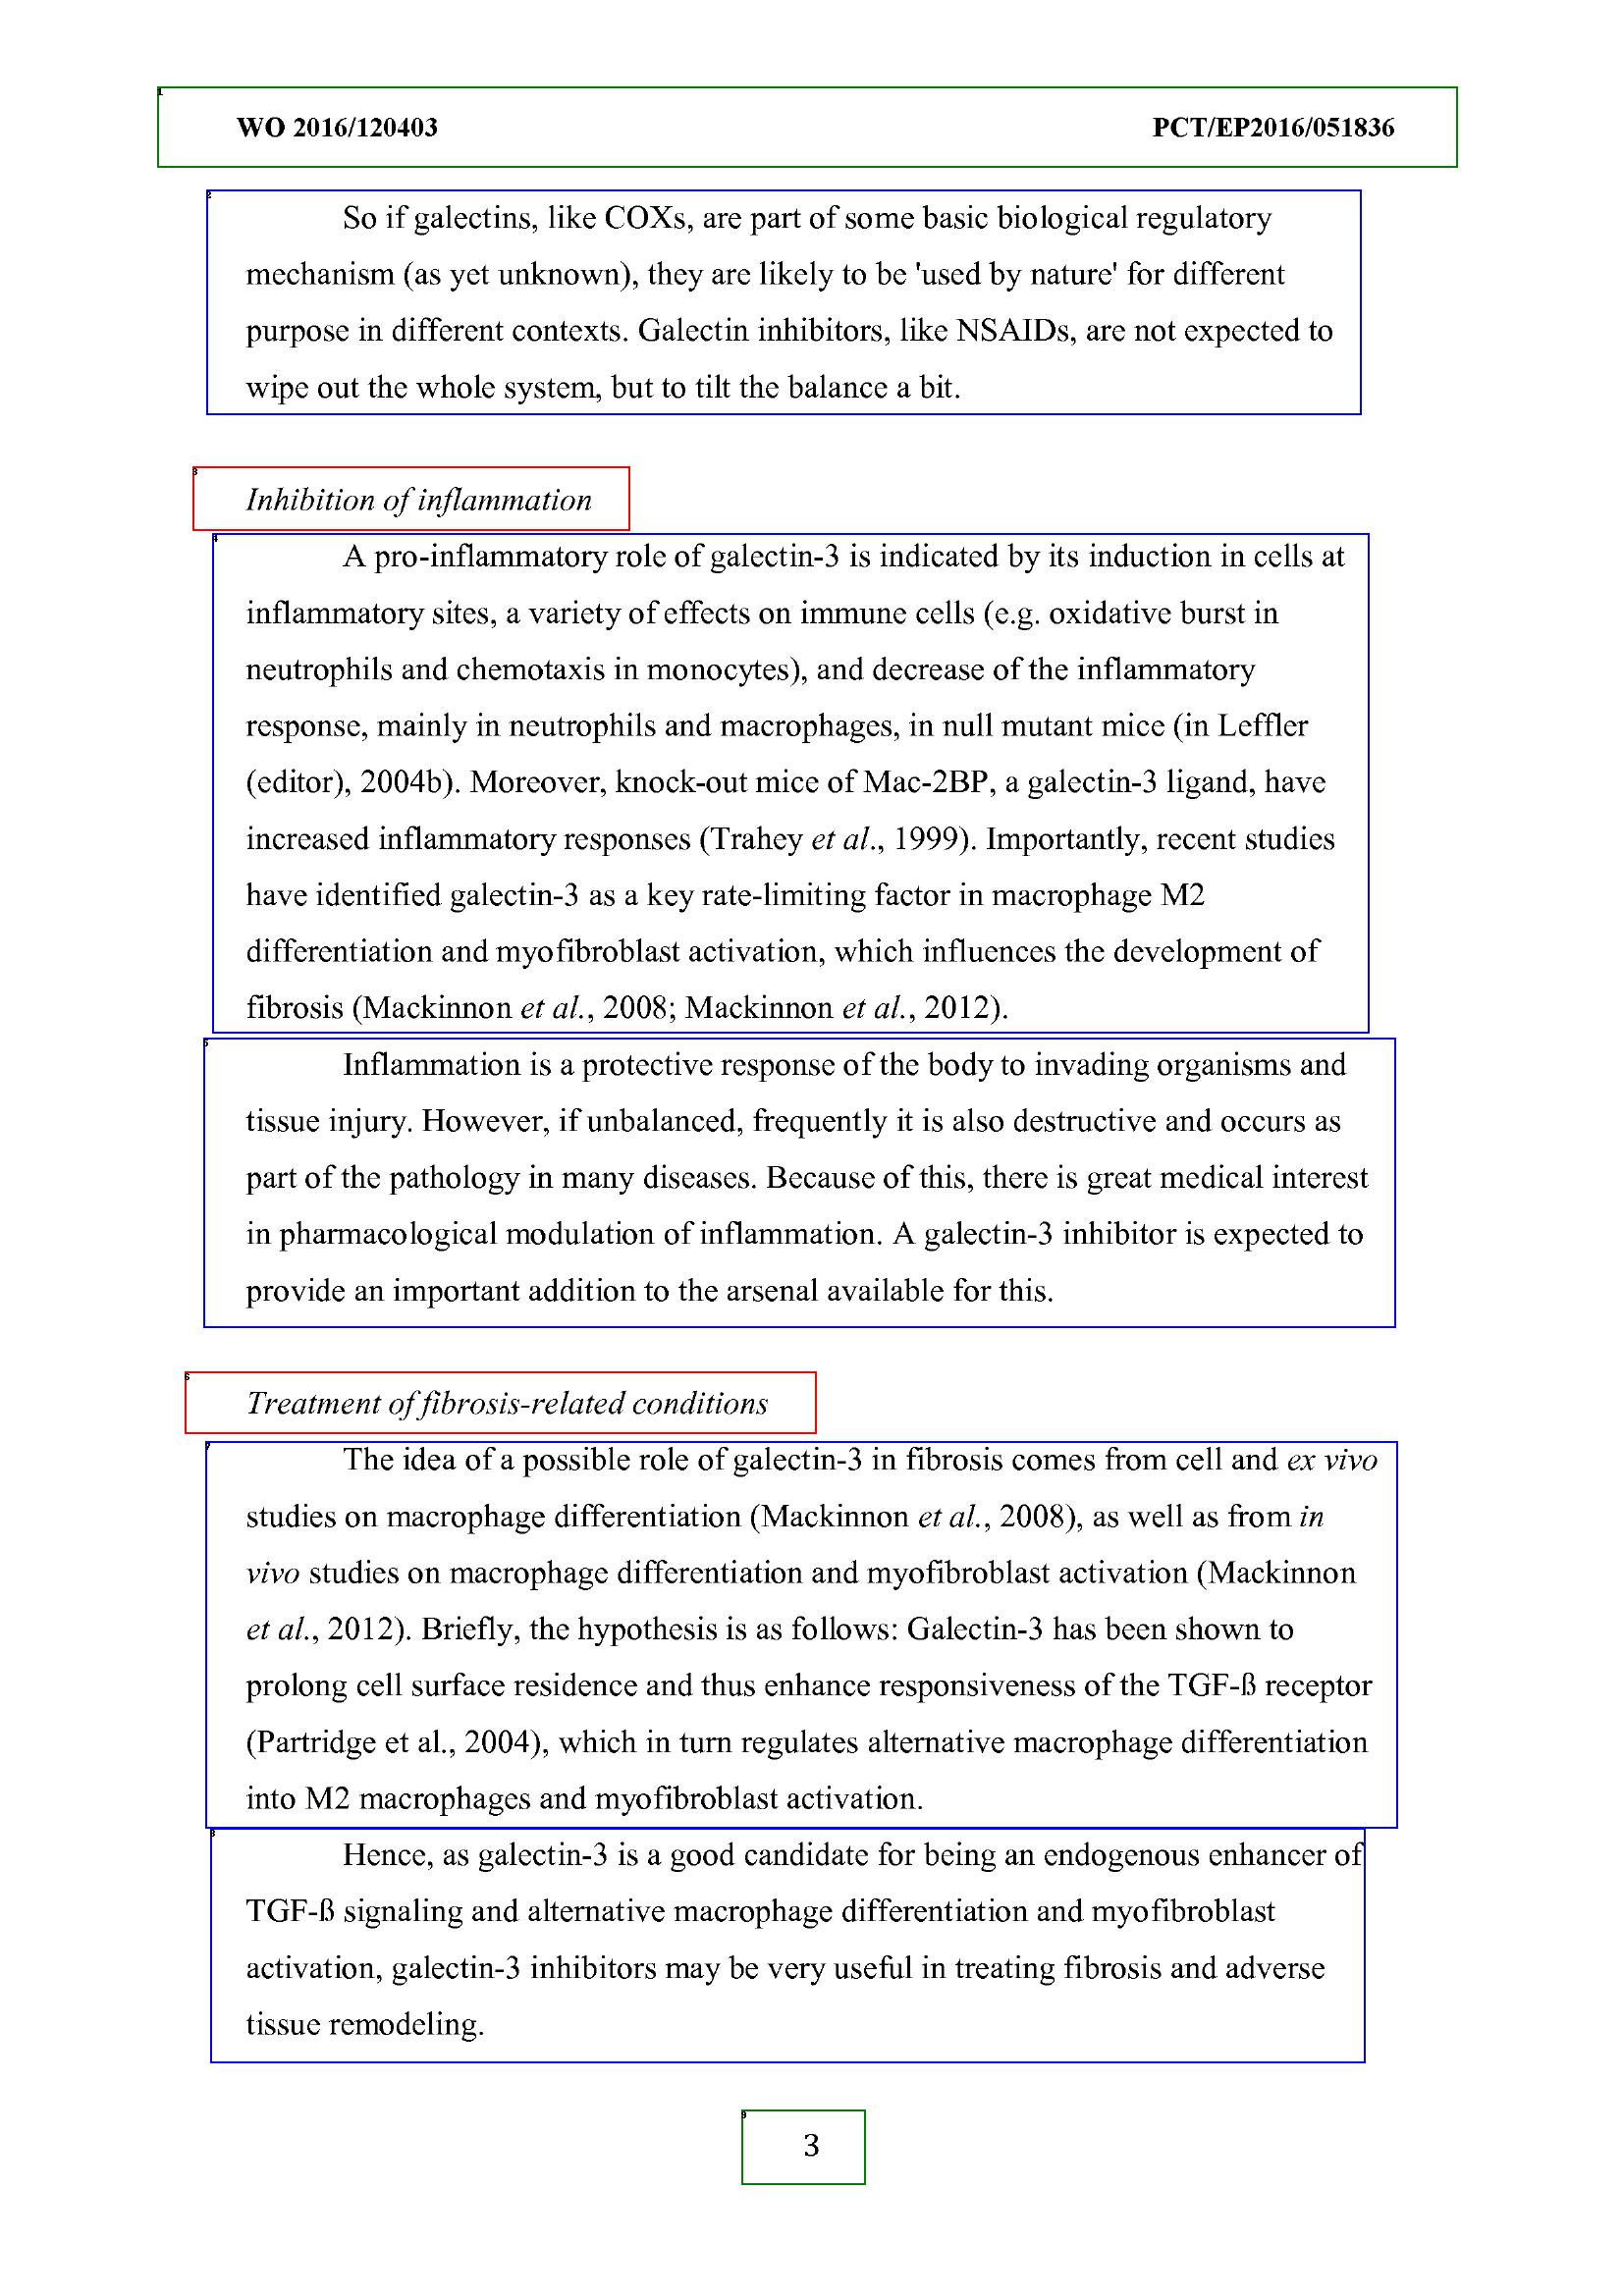 WO 2016/120403 PCT/EP2016/051836
So if galectins, like COXs, are part of some basic biological regulatory
mechanism (as yet unknown), they are likely to be 'used by nature' for different
purpose in different contexts. Galectin inhibitors, like NSAIDs, are not expected to
wipe out the whole system, but to tilt the balance a bit.
Inhibition of inflammation
A pro-inflammatory role of galectin-3 is indicated by its induction in cells at
inflammatory sites, a variety of effects on immune cells (e.g. oxidative burst in
neutrophils and chemotaxis in monocytes), and decrease of the inflammatory
response, mainly in neutrophils and macrophages, in null mutant mice (in Leffler
(editor), 2004b). Moreover, knock-out mice of Mac-2BP, a galectin-3 ligand, have
increased inflammatory responses (Trahey et al., 1999). Importantly, recent studies
have identified galectin-3 as a key rate-limiting factor in macrophage M2
differentiation and myofibroblast activation, which influences the development of
fibrosis (Mackinnon et al., 2008; Mackinnon et al., 2012).
Inflammation is a protective response of the body to invading organisms and
tissue injury. However, if unbalanced, frequently it is also destructive and occurs as
part of the pathology in many diseases. Because of this, there is great medical interest
in pharmacological modulation of inflammation. A galectin-3 inhibitor is expected to
provide an important addition to the arsenal available for this.
Treatment of fibrosis-related conditions
The idea of a possible role of galectin-3 in fibrosis comes from cell and ex vivo
studies on macrophage differentiation (Mackinnon et al., 2008), as well as from in
vivo studies on macrophage differentiation and myofibroblast activation (Mackinnon
et al., 2012). Briefly, the hypothesis is as follows: Galectin-3 has been shown to
prolong cell surface residence and thus enhance responsiveness of the TGF-ß receptor
(Partridge et al., 2004), which in turn regulates alternative macrophage differentiation
into M2 macrophages and myofibroblast activation.
Hence, as galectin-3 is a good candidate for being an endogenous enhancer of
TGF-ß signaling and alternative macrophage differentiation and myofibroblast
activation, galectin-3 inhibitors may be very useful in treating fibrosis and adverse
tissue remodeling.
3